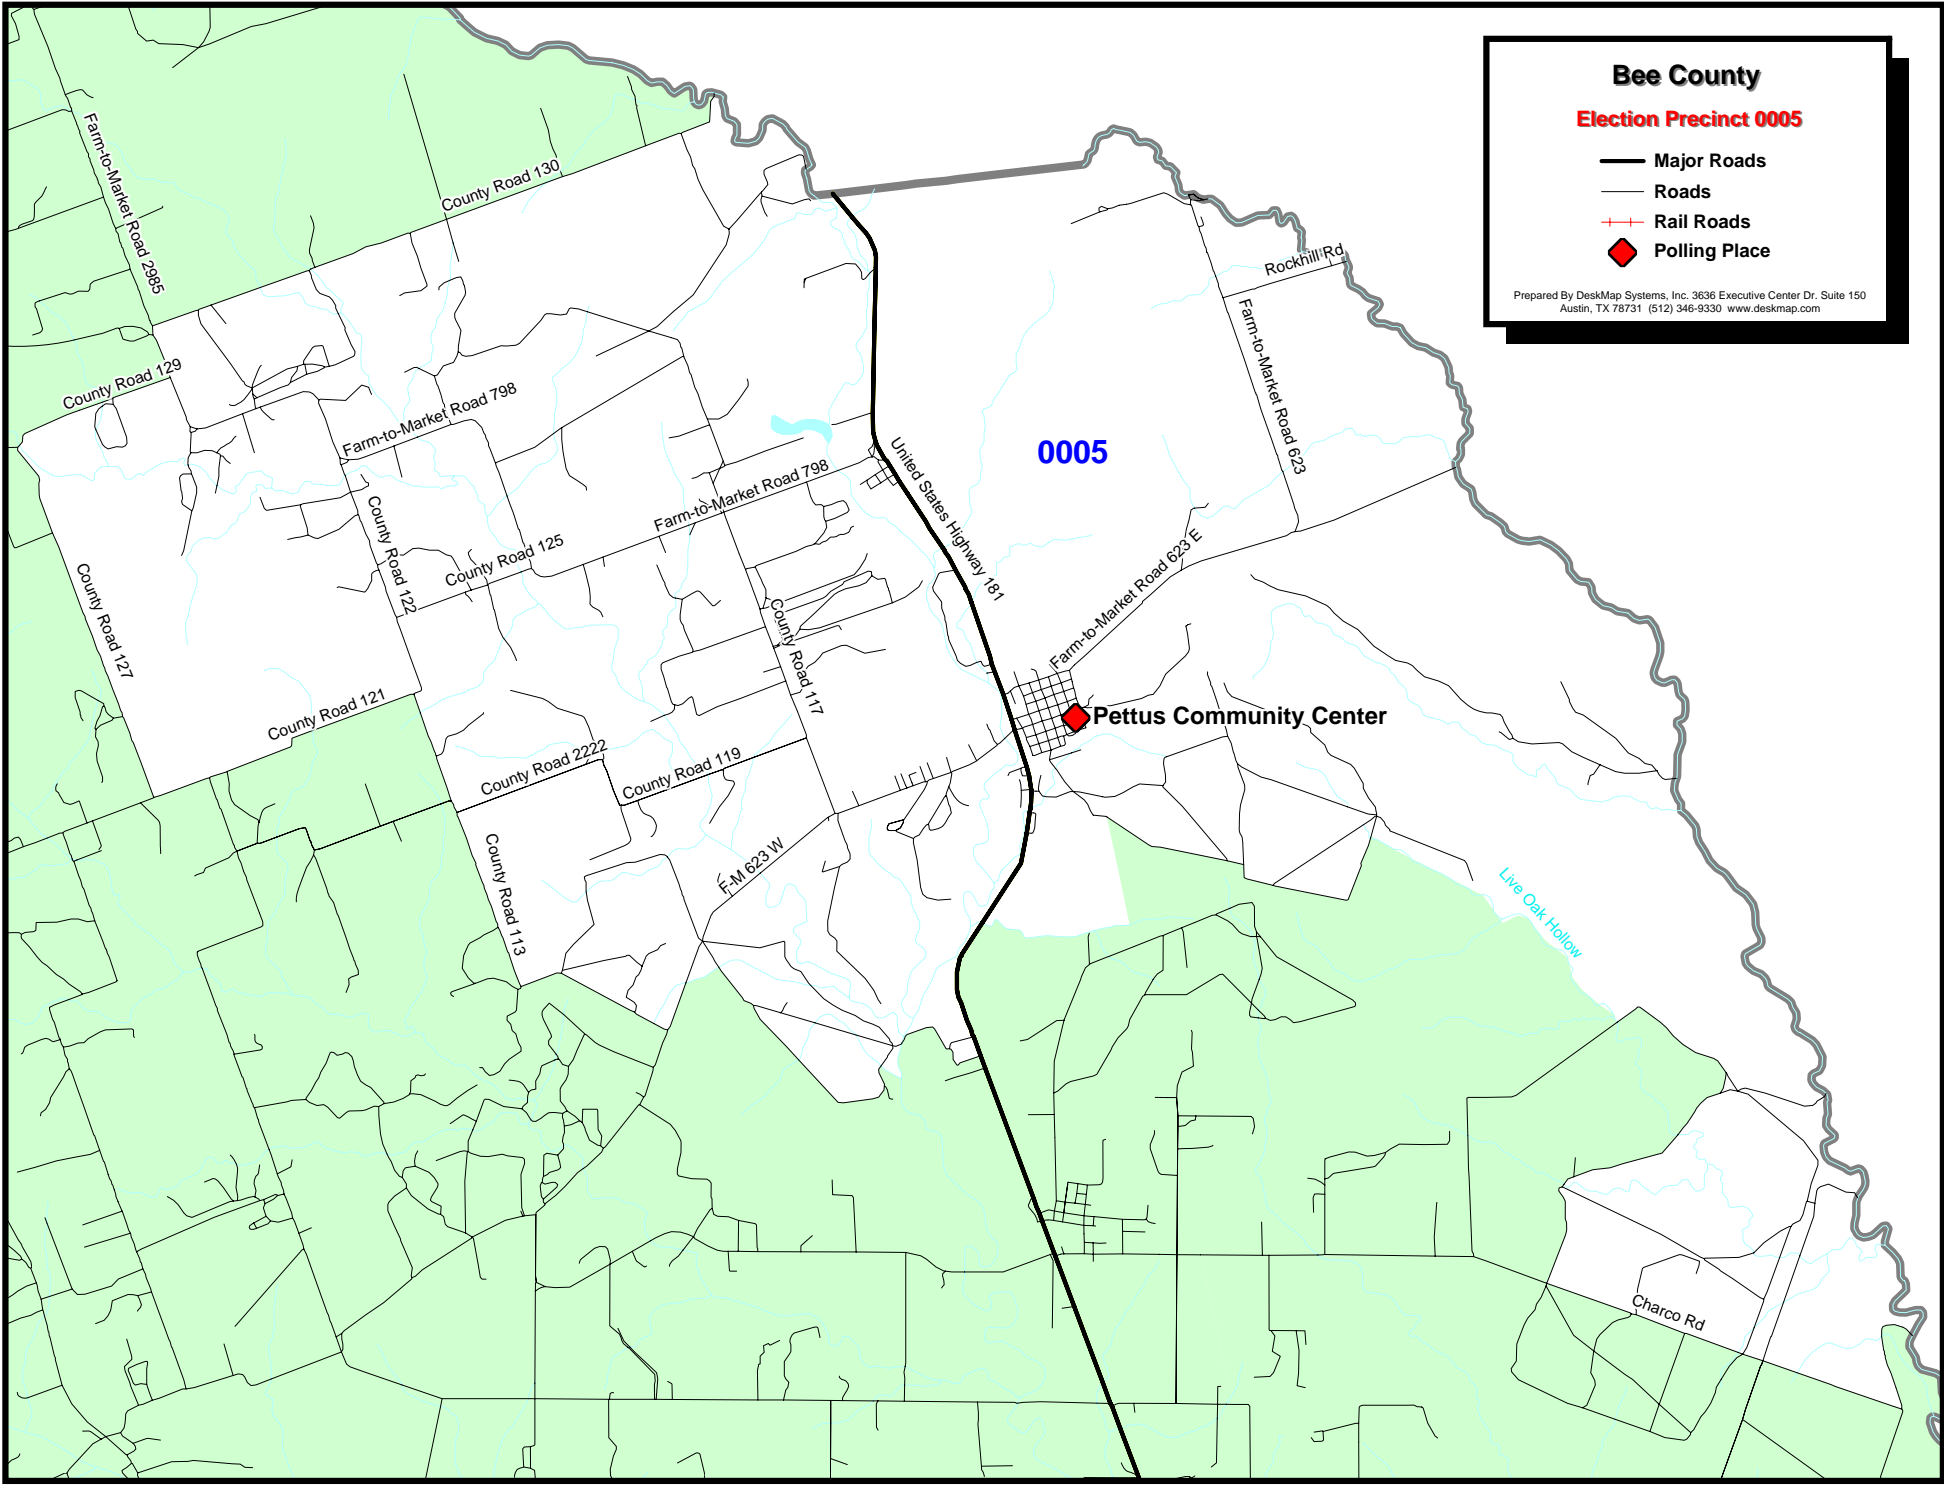 Bee County
Election Precinct 0005
Major Roads
Roads
Rail Roads
Polling Place
Prepared By DeskMap Systems, Inc. 3636 Executive Center Dr. Suite 150
Austin, TX 78731 (512) 346-9330 www.deskmap.com
Farm-to-Market Road 2985
County Road 130
Rockhill Rd
Farm-to-Market Road 623
County Road 129
Farm-to-Market Road 798
0005
United States Highway 181
Farm-to-Market Road 798
County Road 122
County Road 125
County Road 127
Farm-to-Market Road 623 E
County Road 117
County Road 121
Pettus Community Center
County Road 2222
County Road 119
County Road 113
F-M 623 W
Live Oak Hollow
Charco Rd